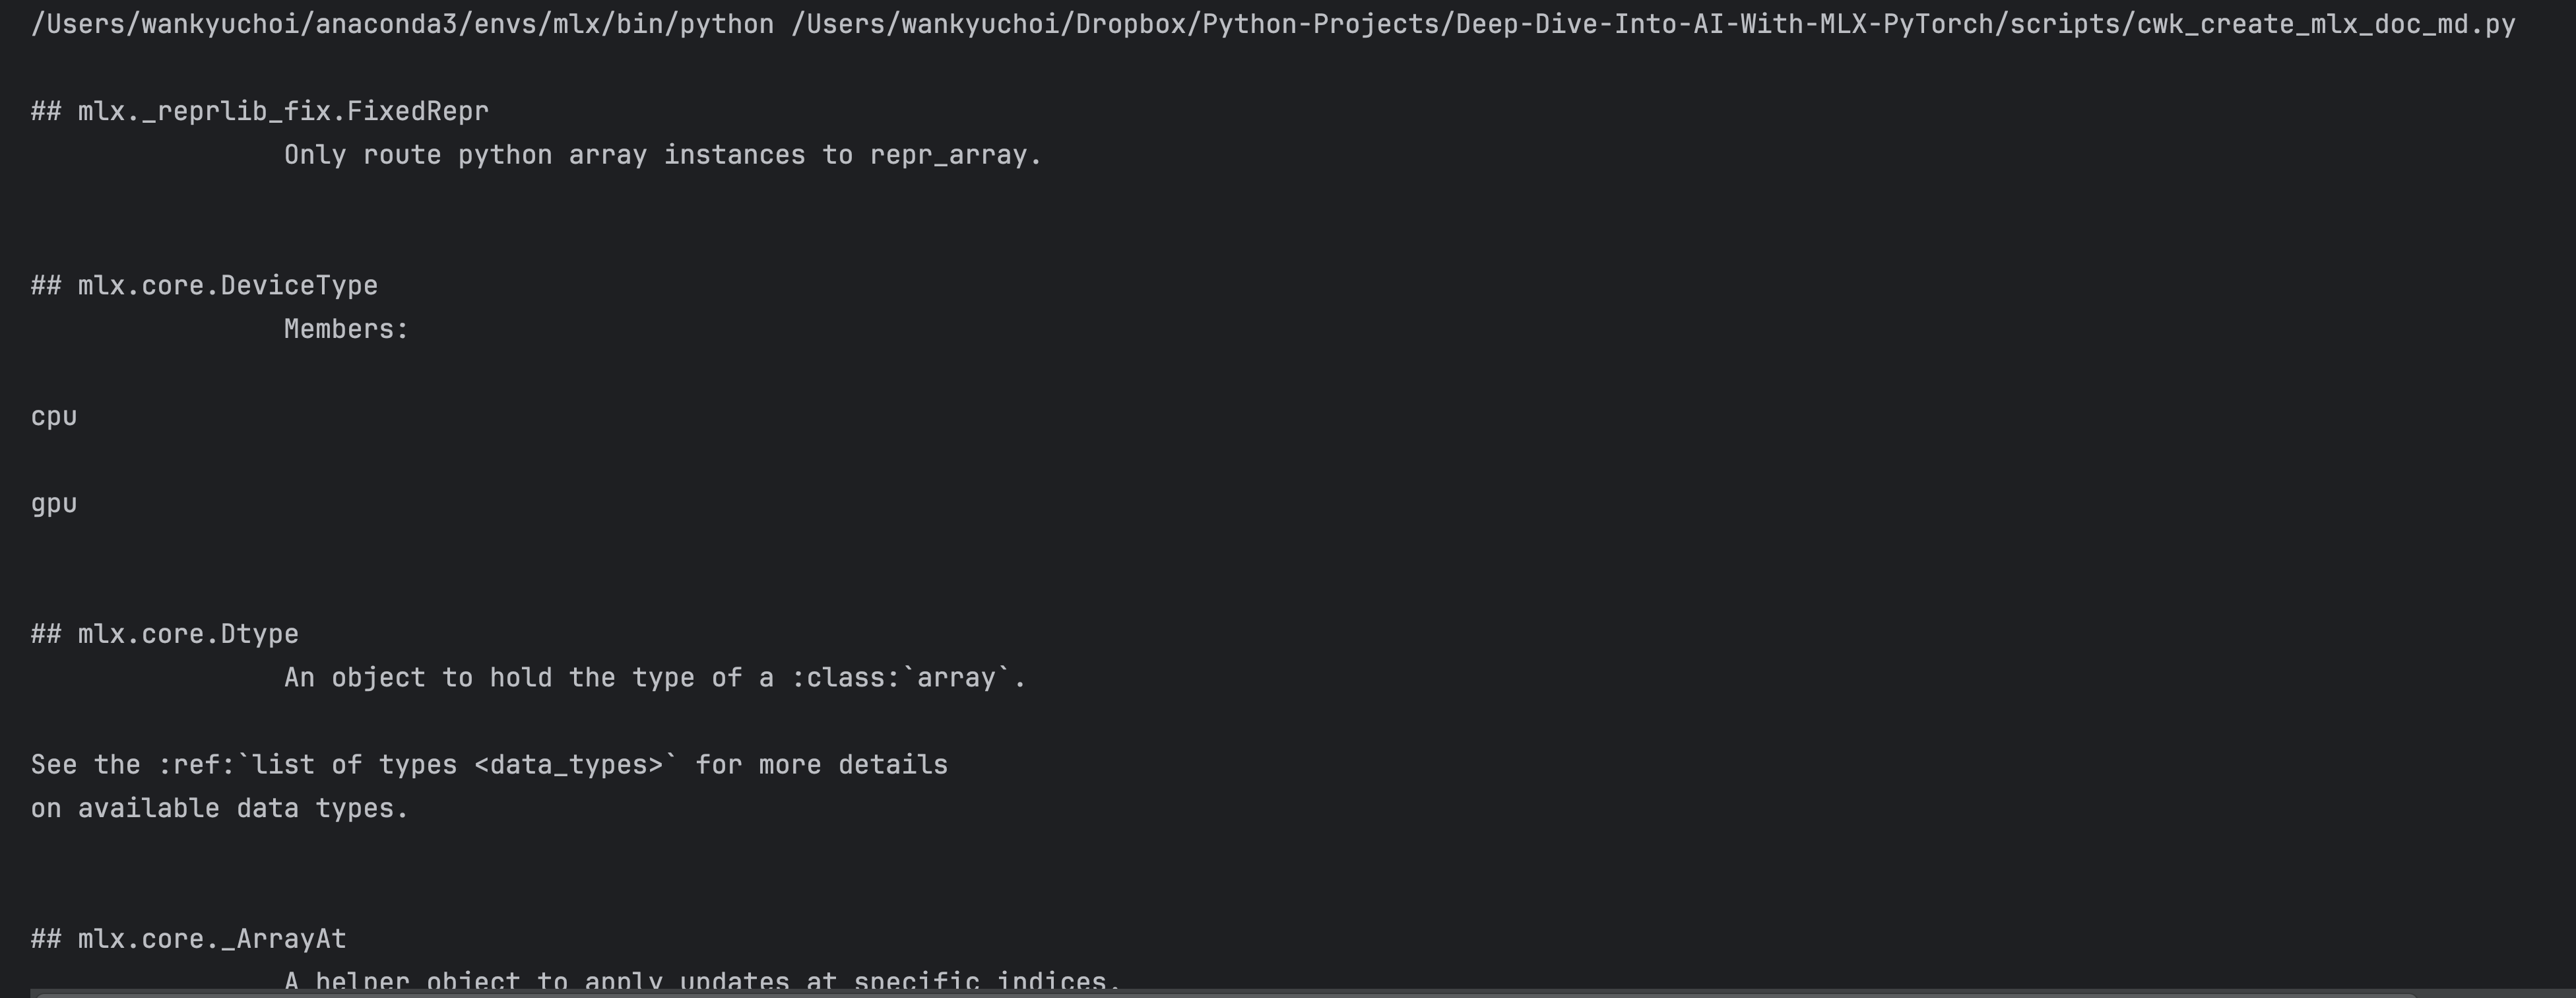 /Users/wankyuchoi/anaconda3/envs/mlx/bin/python /Users/wankyuchoi/Dropbox/Python-Projects/Deep-Dive-Into-AI-With-MLX-PyTorch/scripts/cwk_create_mlx_doc_md.py
## mlx._reprlib_fix.FixedRepr
Only route python array instances to repr_array.
## mlx.core.DeviceType
Members:
cpu
gpu
## mlx.core.Dtype
An object to hold the type of a :class:`array`.
See the :ref:`list of types <data_types>` for more details
on available data types.
## mlx.core._ArrayAt
A helper object to apply updates at specific indices.